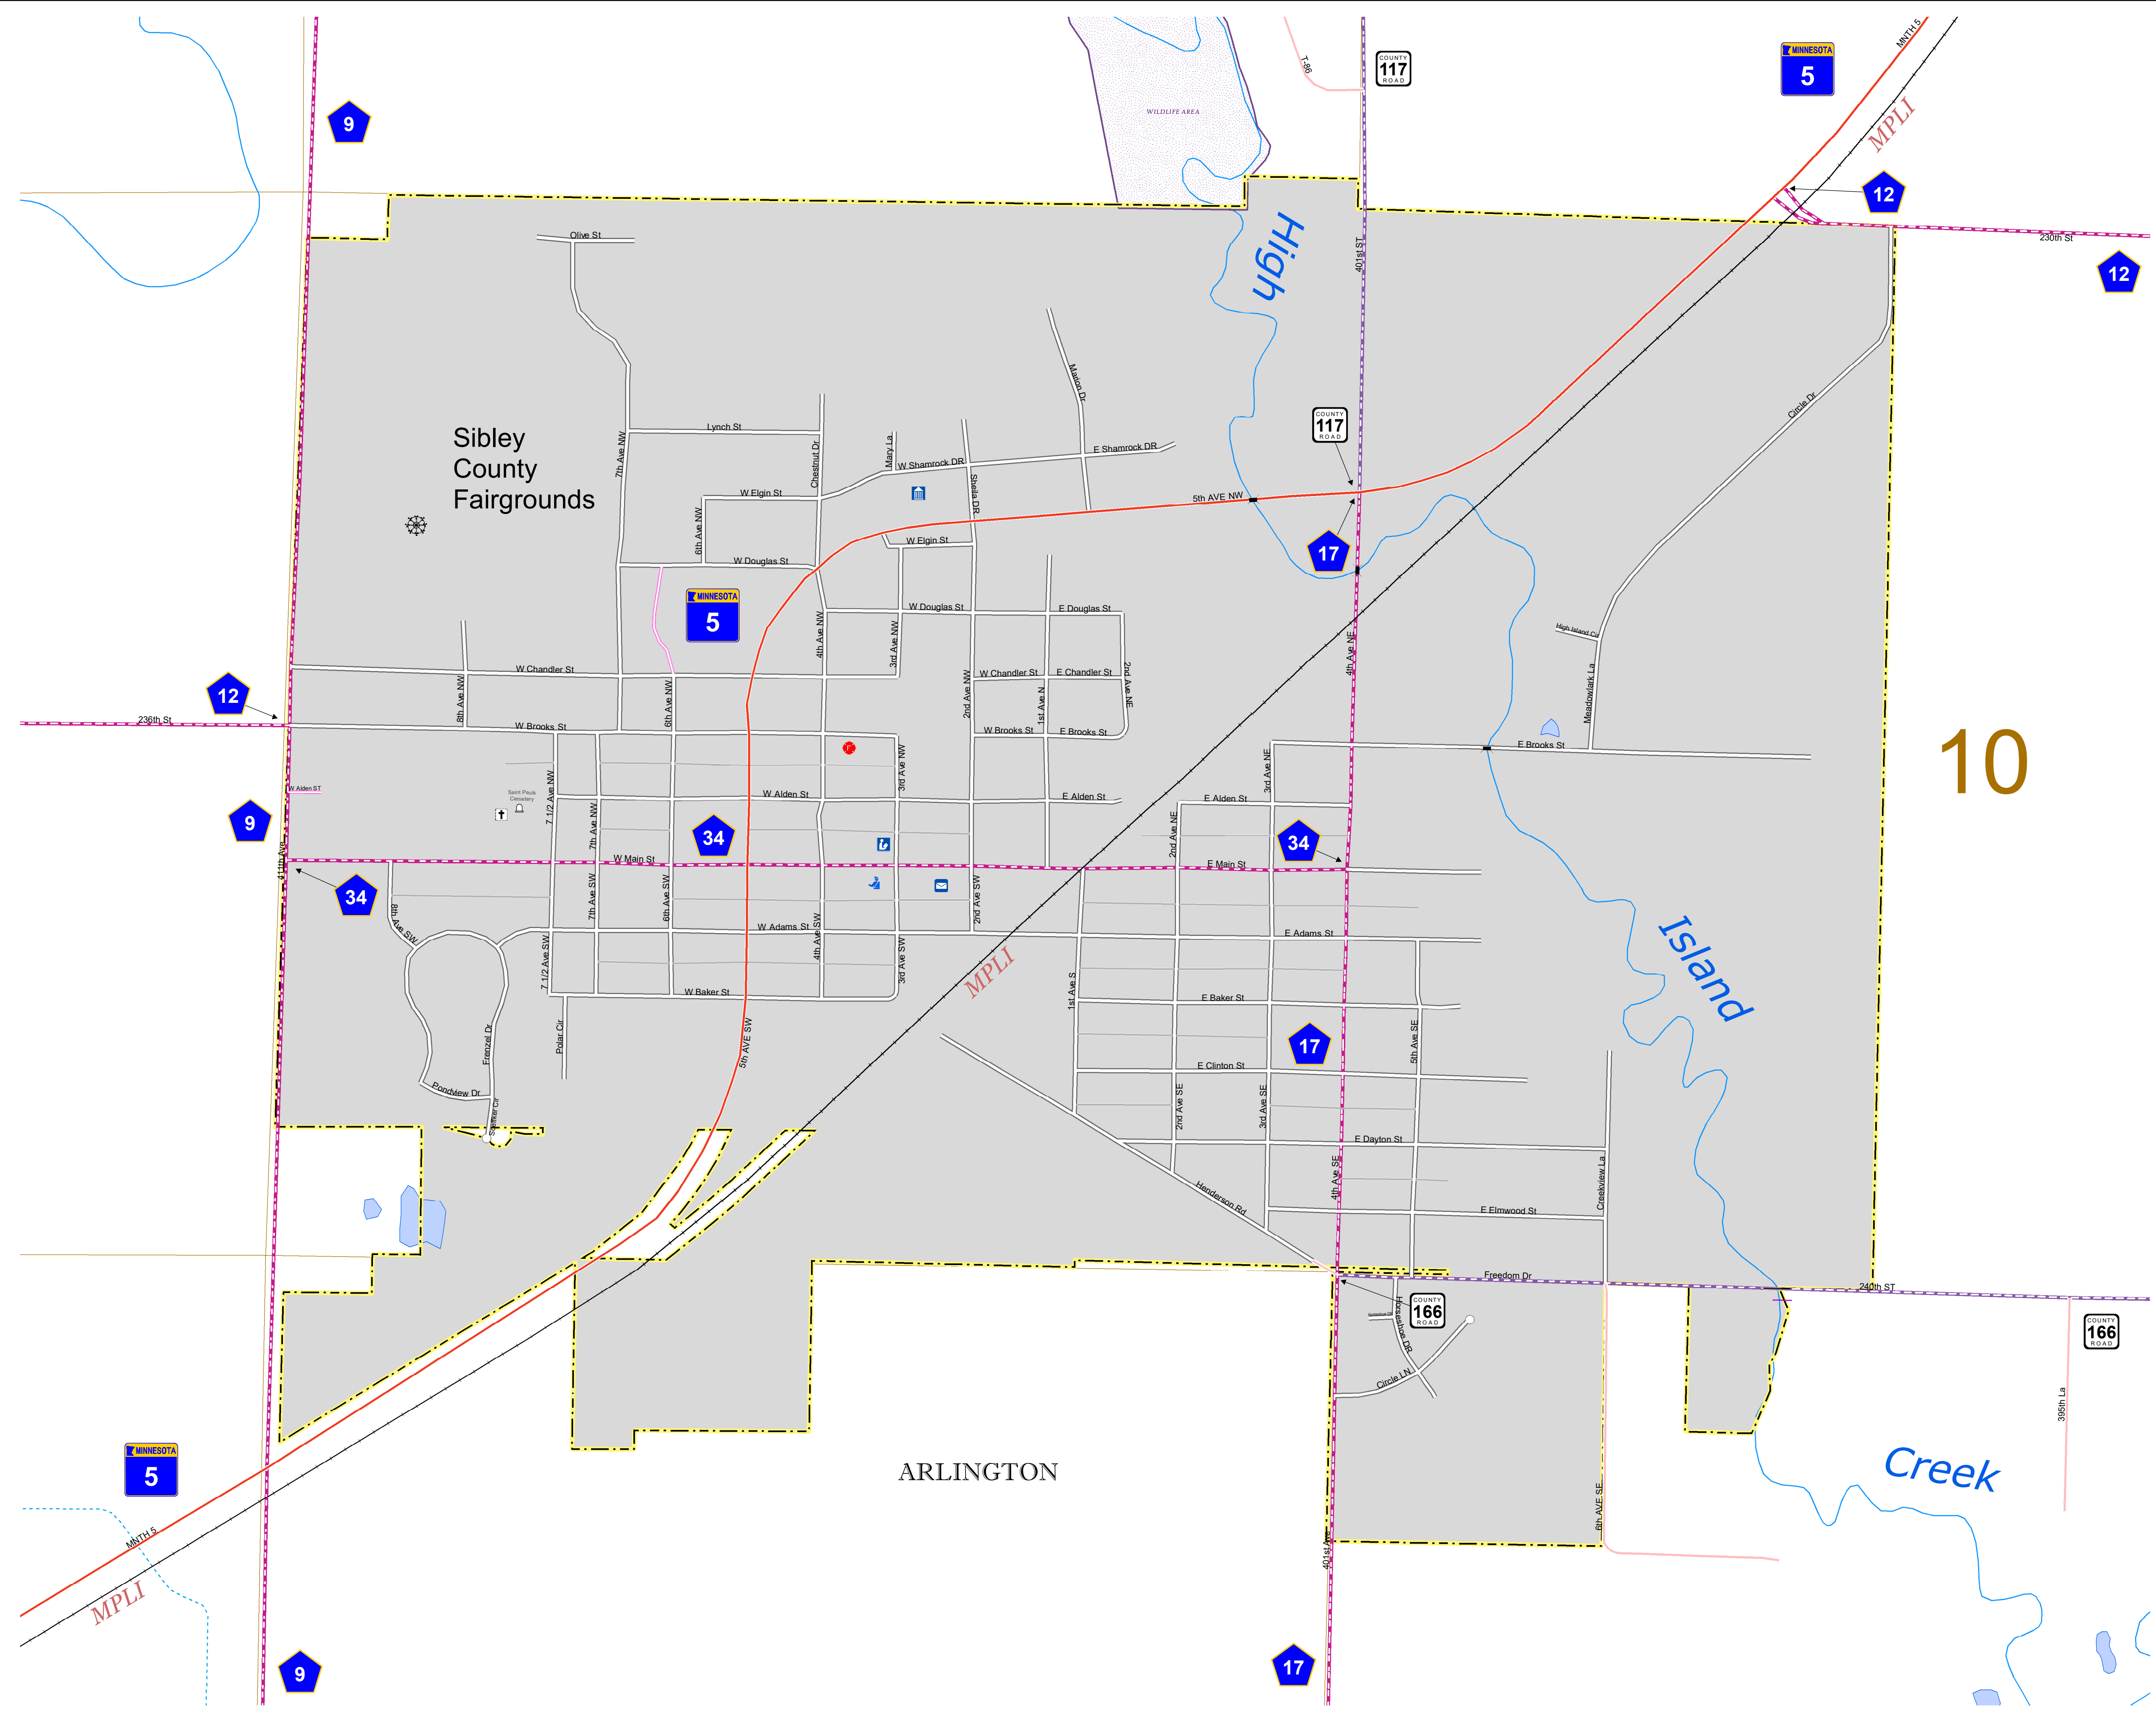 MNTH 5
MINNESOTA
5
COUNTY
117
ROAD
T-86
MPLI
WILDLIFE AREA
9
12
High
401st ST
230th St
12
Olive St
Marion Dr
Circle Dr
COUNTY
117
ROAD
Sibley
County
Fairgrounds
Lynch St
7th Ave NW
Chestnut Dr
Mary La
W Shamrock DR
E Shamrock DR
W Elgin St
Sheila DR
5th AVE NW
6th Ave NW
W Elgin St
17
W Douglas St
MINNESOTA
5
W Douglas St
E Douglas St
4th Ave NW
3rd Ave NW
4th Ave NE
High Island Cir
W Chandler St
W Chandler St
E Chandler St
2nd Ave NE
12
8th Ave NW
6th Ave NW
2nd Ave NW
1st Ave N
Meadowlark La
236th St
W Brooks St
W Brooks St
E Brooks St
E Brooks St
10
3rd Ave NW
3rd Ave NE
W Alden ST
Saint Pauls
Cemetery
7 1/2 Ave NW
W Alden St
E Alden St
E Alden St
9
7th Ave NW
34
2nd Ave NE
34
411th Ave
W Main St
E Main St
34
8th Ave SW
7th Ave SW
6th Ave SW
2nd Ave SW
W Adams St
4th Ave SW
E Adams St
Island
7 1/2 Ave SW
3rd Ave SW
MPLI
W Baker St
1st Ave S
E Baker St
Frenzel Dr
Polar Cir
5th AVE SW
17
5th Ave SE
E Clinton St
Pondview Dr
2nd Ave SE
3rd Ave SE
E Dayton St
4th Ave SE
Creekview La
Henderson Rd
E Elmwood St
Freedom Dr
240th ST
COUNTY
166
ROAD
Horseshoe DR
COUNTY
166
ROAD
Circle LN
395th La
MINNESOTA
5
ARLINGTON
Creek
6th AVE SE
MNTH 5
401st Ave
MPLI
9
17